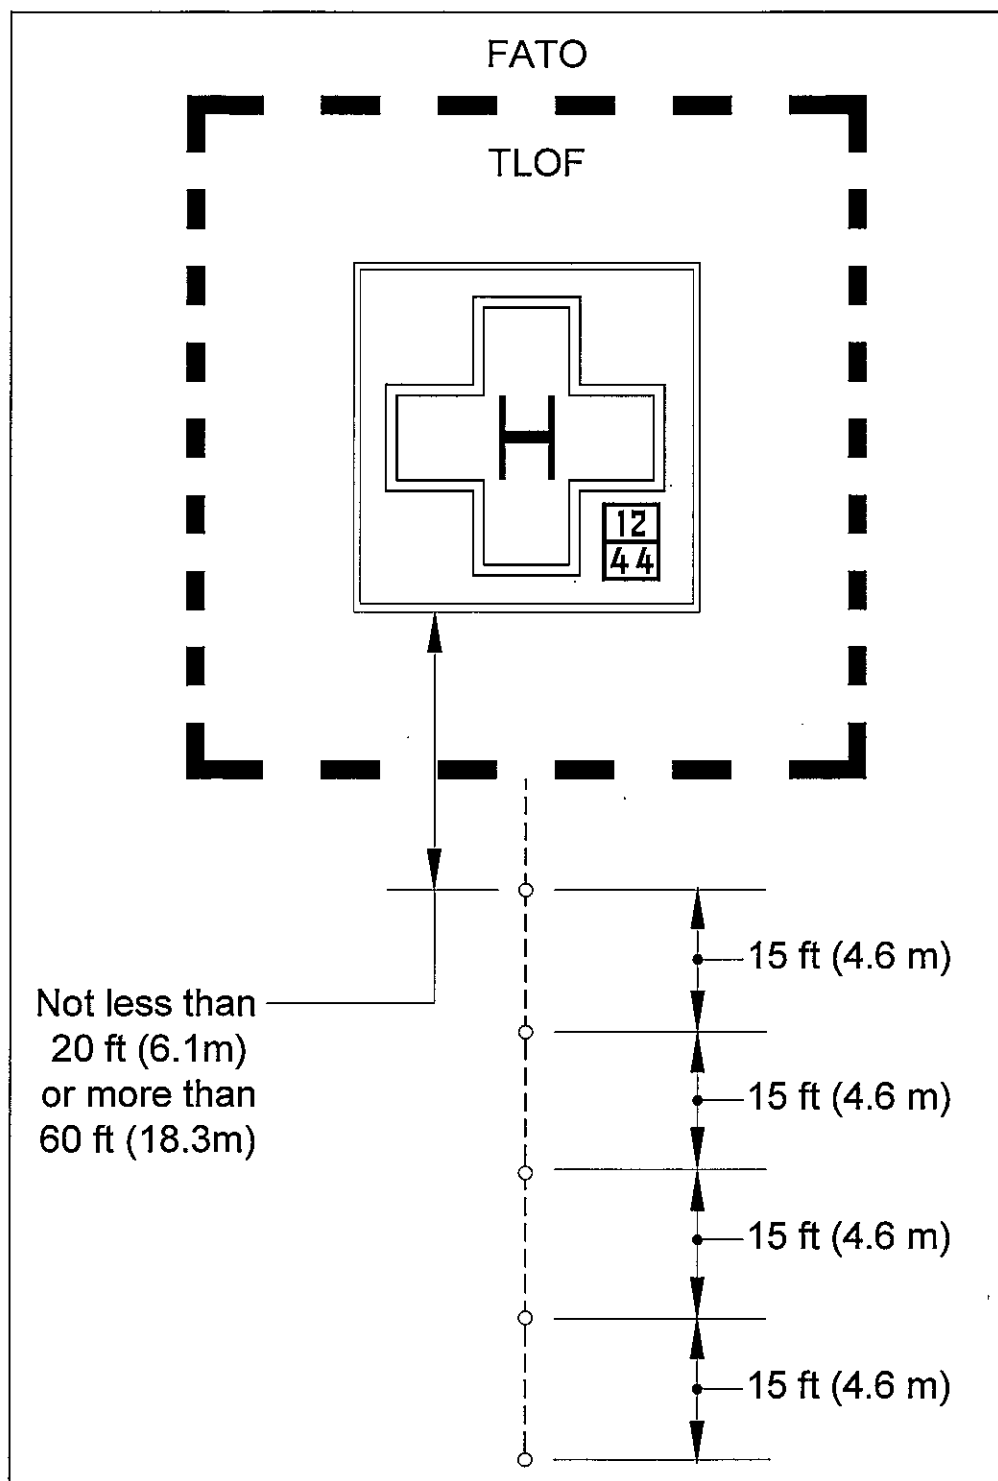 FATO
TLOF
H
12
44
15 ft (4.6 m)
Not less than
20 ft (6.1m)
or more than
60 ft (18.3m)
15 ft (4.6 m)
15 ft (4.6 m)
15 ft (4.6 m)